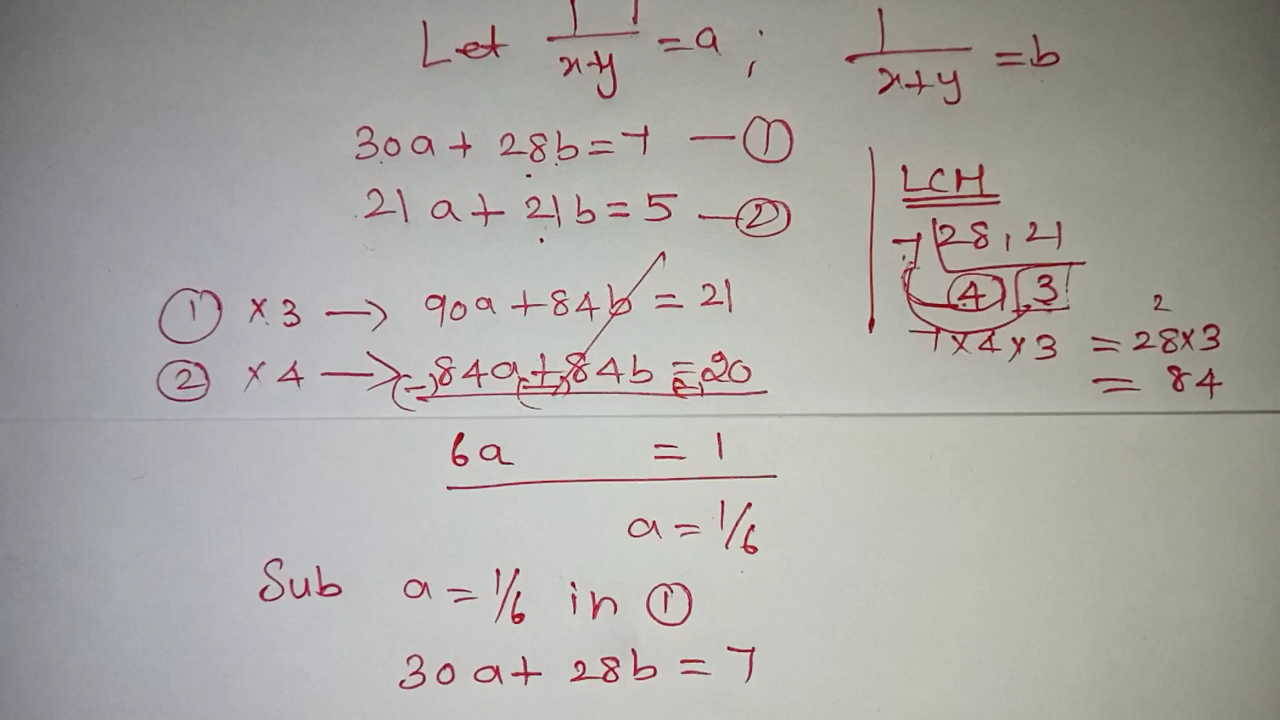 Let 1/x-y = a ; 1/x+y = b
30a + 28b = 7 — ①
21a + 21b = 5 — ②
① × 3 → 90a + 84b = 21
② × 4 → (-)84a + (-)84b = (-)20
6a = 1
a = 1/6
Sub a = 1/6 in ①
30a + 28b = 7
LCM
7 | 28, 21
4, 3
7 × 4 × 3 = 28 × 3
= 84